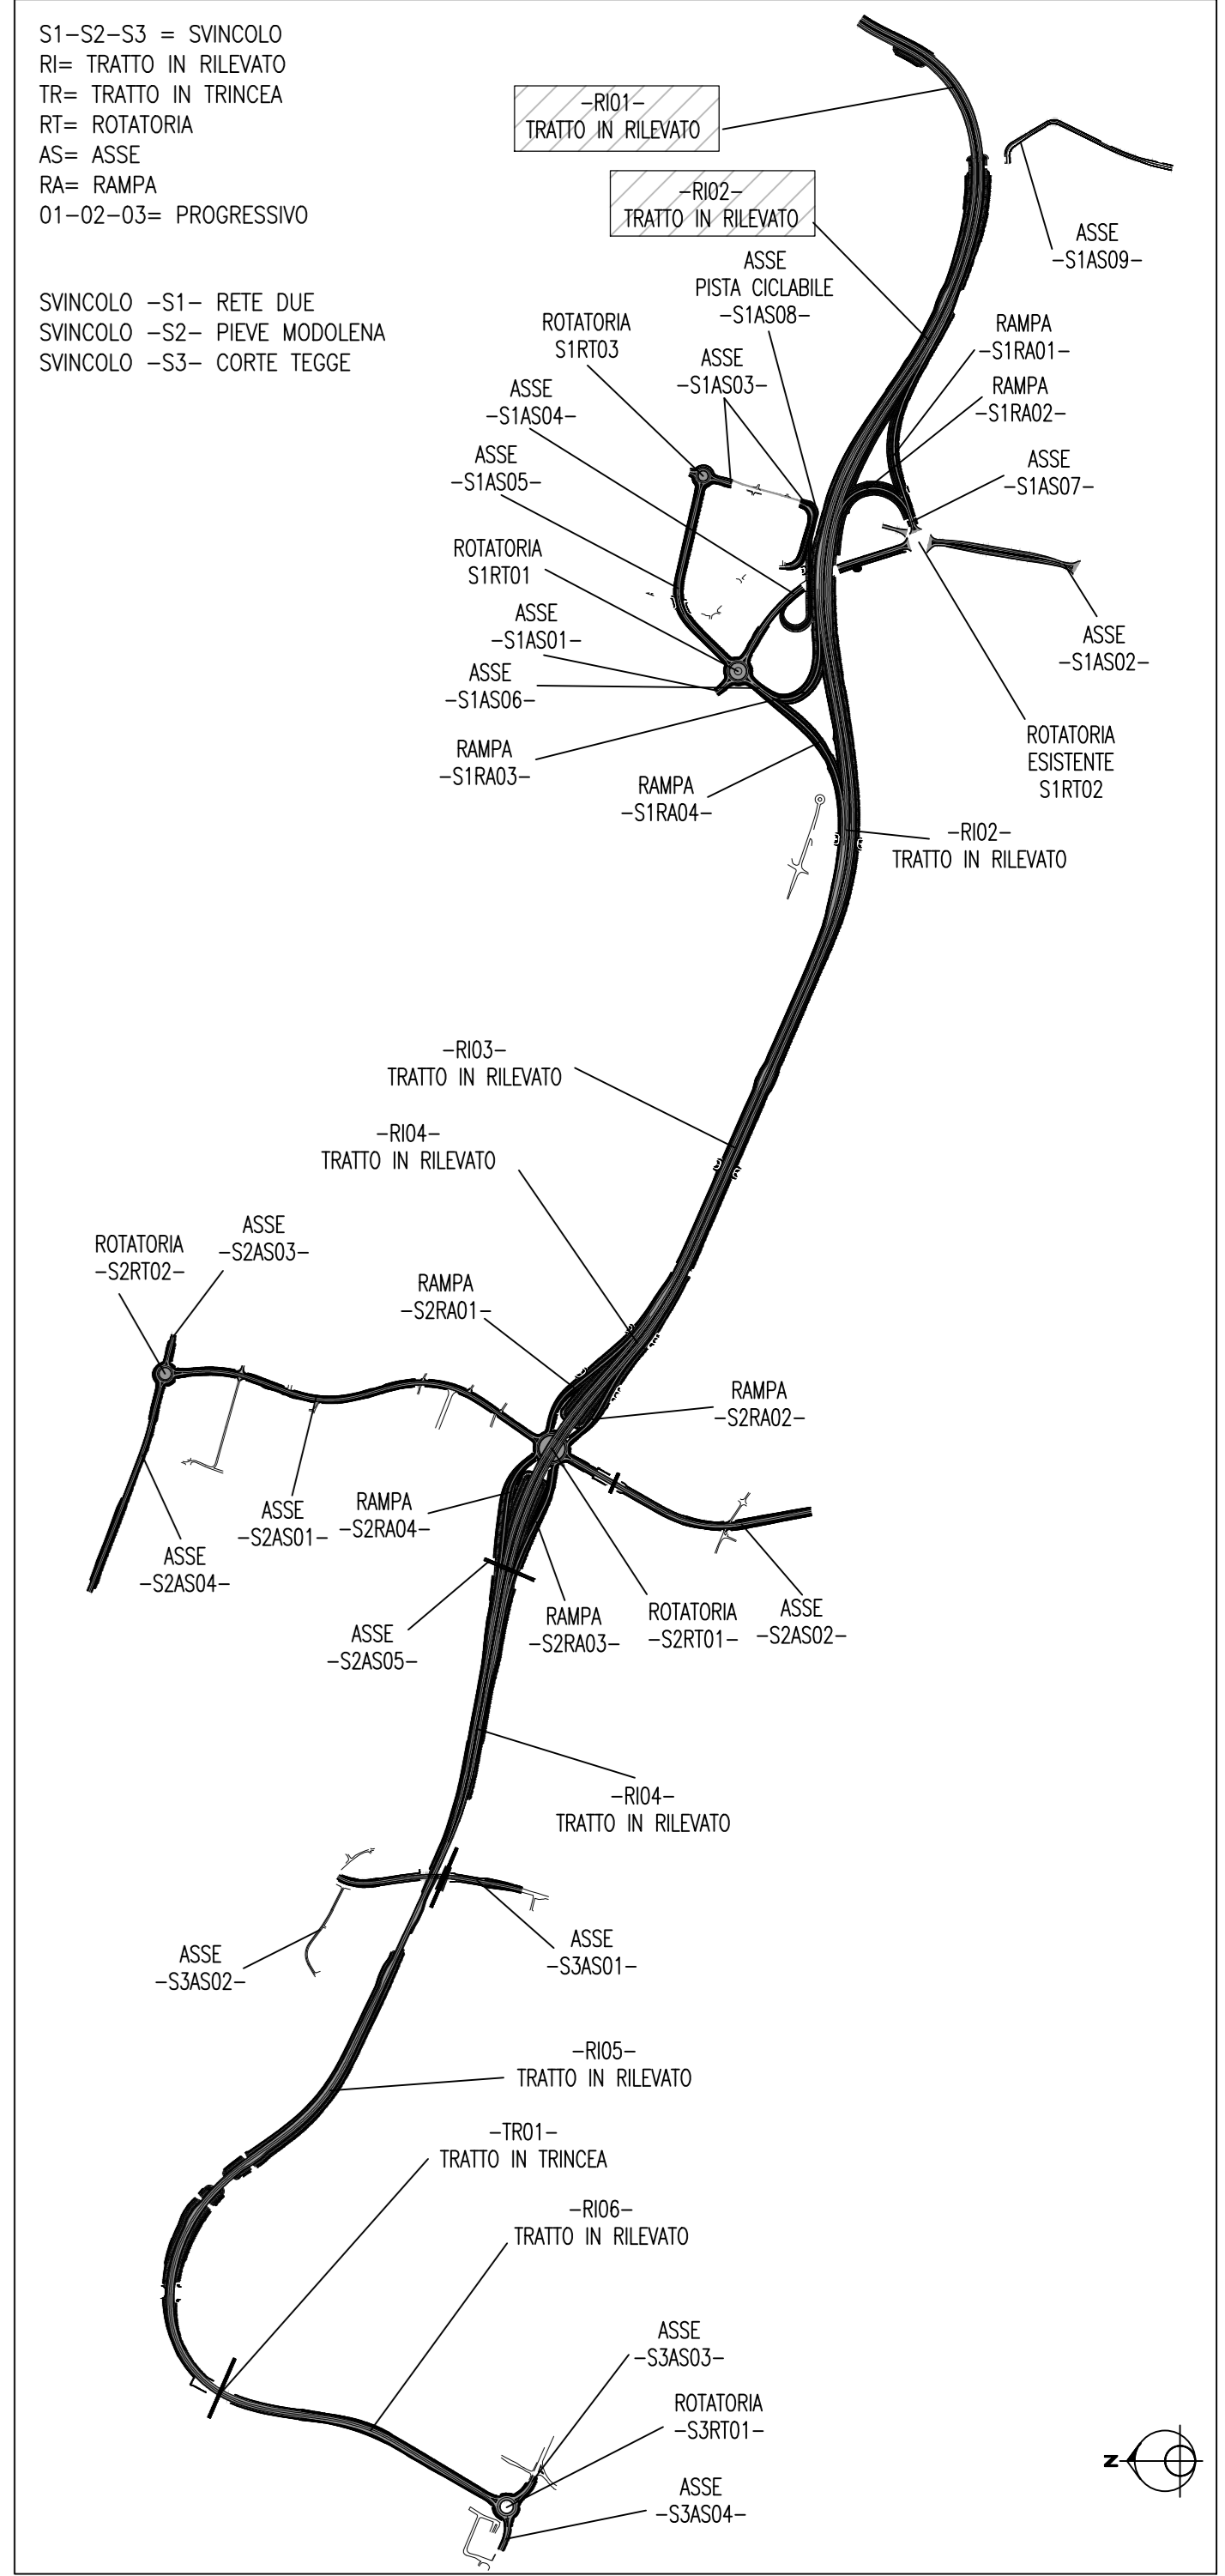 S1-S2-S3 = SVINCOLO
RI= TRATTO IN RILEVATO
TR= TRATTO IN TRINCEA
RT= ROTATORIA
AS= ASSE
RA= RAMPA
01-02-03= PROGRESSIVO
SVINCOLO -S1- RETE DUE
SVINCOLO -S2- PIEVE MODOLENA
SVINCOLO -S3- CORTE TEGGE
-RI01-
TRATTO IN RILEVATO
-RI02-
TRATTO IN RILEVATO
ASSE
-S1AS09-
ASSE
PISTA CICLABILE
-S1AS08-
ROTATORIA
S1RT03
RAMPA
-S1RA01-
ASSE
-S1AS03-
RAMPA
-S1RA02-
ASSE
-S1AS04-
ASSE
-S1AS05-
ASSE
-S1AS07-
ROTATORIA
S1RT01
ASSE
-S1AS01-
ASSE
-S1AS02-
ASSE
-S1AS06-
ROTATORIA
ESISTENTE
S1RT02
RAMPA
-S1RA03-
RAMPA
-S1RA04-
-RI02-
TRATTO IN RILEVATO
-RI03-
TRATTO IN RILEVATO
-RI04-
TRATTO IN RILEVATO
ASSE
-S2AS03-
ROTATORIA
-S2RT02-
RAMPA
-S2RA01-
RAMPA
-S2RA02-
ASSE
-S2AS01-
RAMPA
-S2RA04-
ASSE
-S2AS04-
ASSE
-S2AS05-
RAMPA
-S2RA03-
ROTATORIA
-S2RT01-
ASSE
-S2AS02-
-RI04-
TRATTO IN RILEVATO
ASSE
-S3AS02-
ASSE
-S3AS01-
-RI05-
TRATTO IN RILEVATO
-TR01-
TRATTO IN TRINCEA
-RI06-
TRATTO IN RILEVATO
ASSE
-S3AS03-
ROTATORIA
-S3RT01-
ASSE
-S3AS04-
N